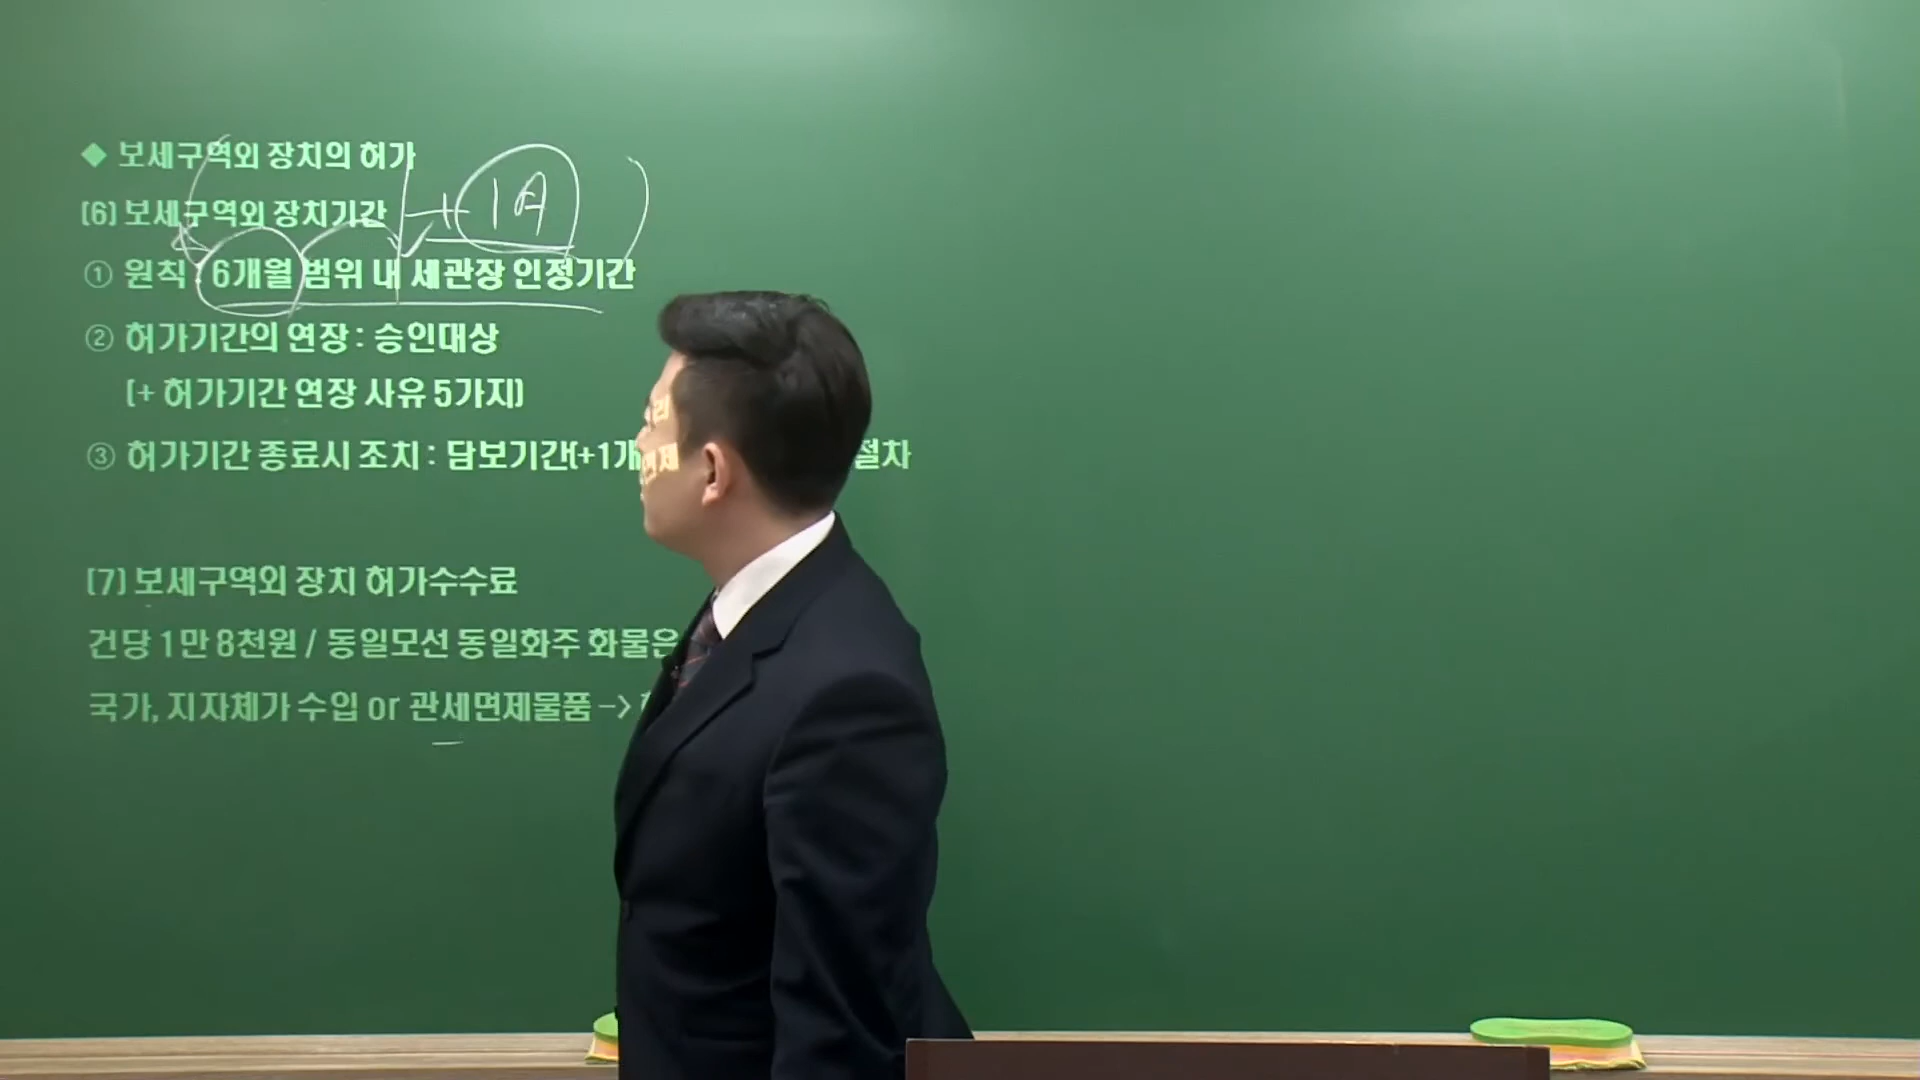 ◆ 보세구역외 장치의 허가
(6) 보세구역외 장치기간
+ 1月
① 원칙 : 6개월 범위 내 세관장 인정기간
② 허가기간의 연장 : 승인대상
(+ 허가기간 연장 사유 5가지)
③ 허가기간 종료시 조치 : 담보기간(+1개 절차
(7) 보세구역외 장치 허가수수료
건당 1만 8천원 / 동일모선 동일화주 화물은
국가, 지자체가 수입 or 관세면제물품 ->